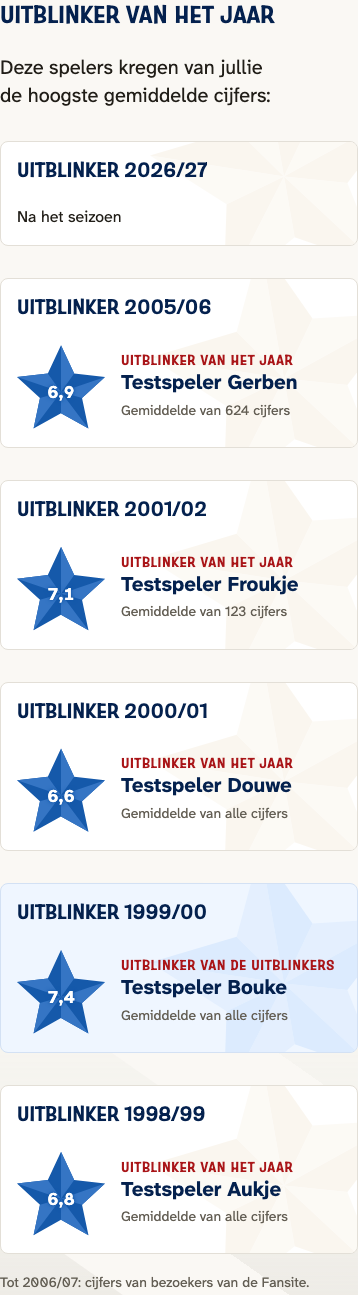 UITBLINKER VAN HET JAAR
Deze spelers kregen van jullie
de hoogste gemiddelde cijfers:
UITBLINKER 2026/27
Na het seizoen
UITBLINKER 2005/06
6,9
UITBLINKER VAN HET JAAR
Testspeler Gerben
Gemiddelde van 624 cijfers
UITBLINKER 2001/02
7,1
UITBLINKER VAN HET JAAR
Testspeler Froukje
Gemiddelde van 123 cijfers
UITBLINKER 2000/01
6,6
UITBLINKER VAN HET JAAR
Testspeler Douwe
Gemiddelde van alle cijfers
UITBLINKER 1999/00
7,4
UITBLINKER VAN DE UITBLINKERS
Testspeler Bouke
Gemiddelde van alle cijfers
UITBLINKER 1998/99
6,8
UITBLINKER VAN HET JAAR
Testspeler Aukje
Gemiddelde van alle cijfers
Tot 2006/07: cijfers van bezoekers van de Fansite.